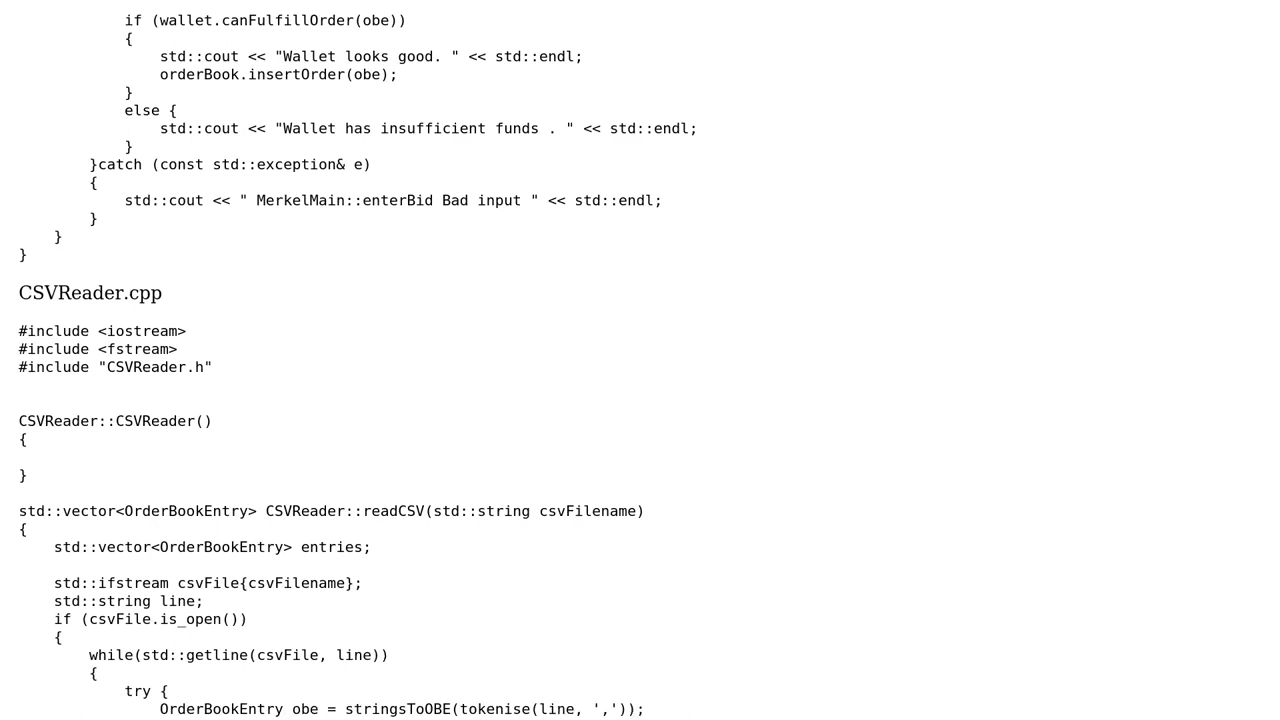 if (wallet.canFulfillOrder(obe))
            {
                std::cout << "Wallet looks good. " << std::endl;
                orderBook.insertOrder(obe);
            }
            else {
                std::cout << "Wallet has insufficient funds . " << std::endl;
            }
        }catch (const std::exception& e)
        {
            std::cout << " MerkelMain::enterBid Bad input " << std::endl;
        }
    }
}
CSVReader.cpp
#include <iostream>
#include <fstream>
#include "CSVReader.h"
CSVReader::CSVReader()
{
}
std::vector<OrderBookEntry> CSVReader::readCSV(std::string csvFilename)
{
    std::vector<OrderBookEntry> entries;
    std::ifstream csvFile{csvFilename};
    std::string line;
    if (csvFile.is_open())
    {
        while(std::getline(csvFile, line))
        {
            try {
                OrderBookEntry obe = stringsToOBE(tokenise(line, ','));